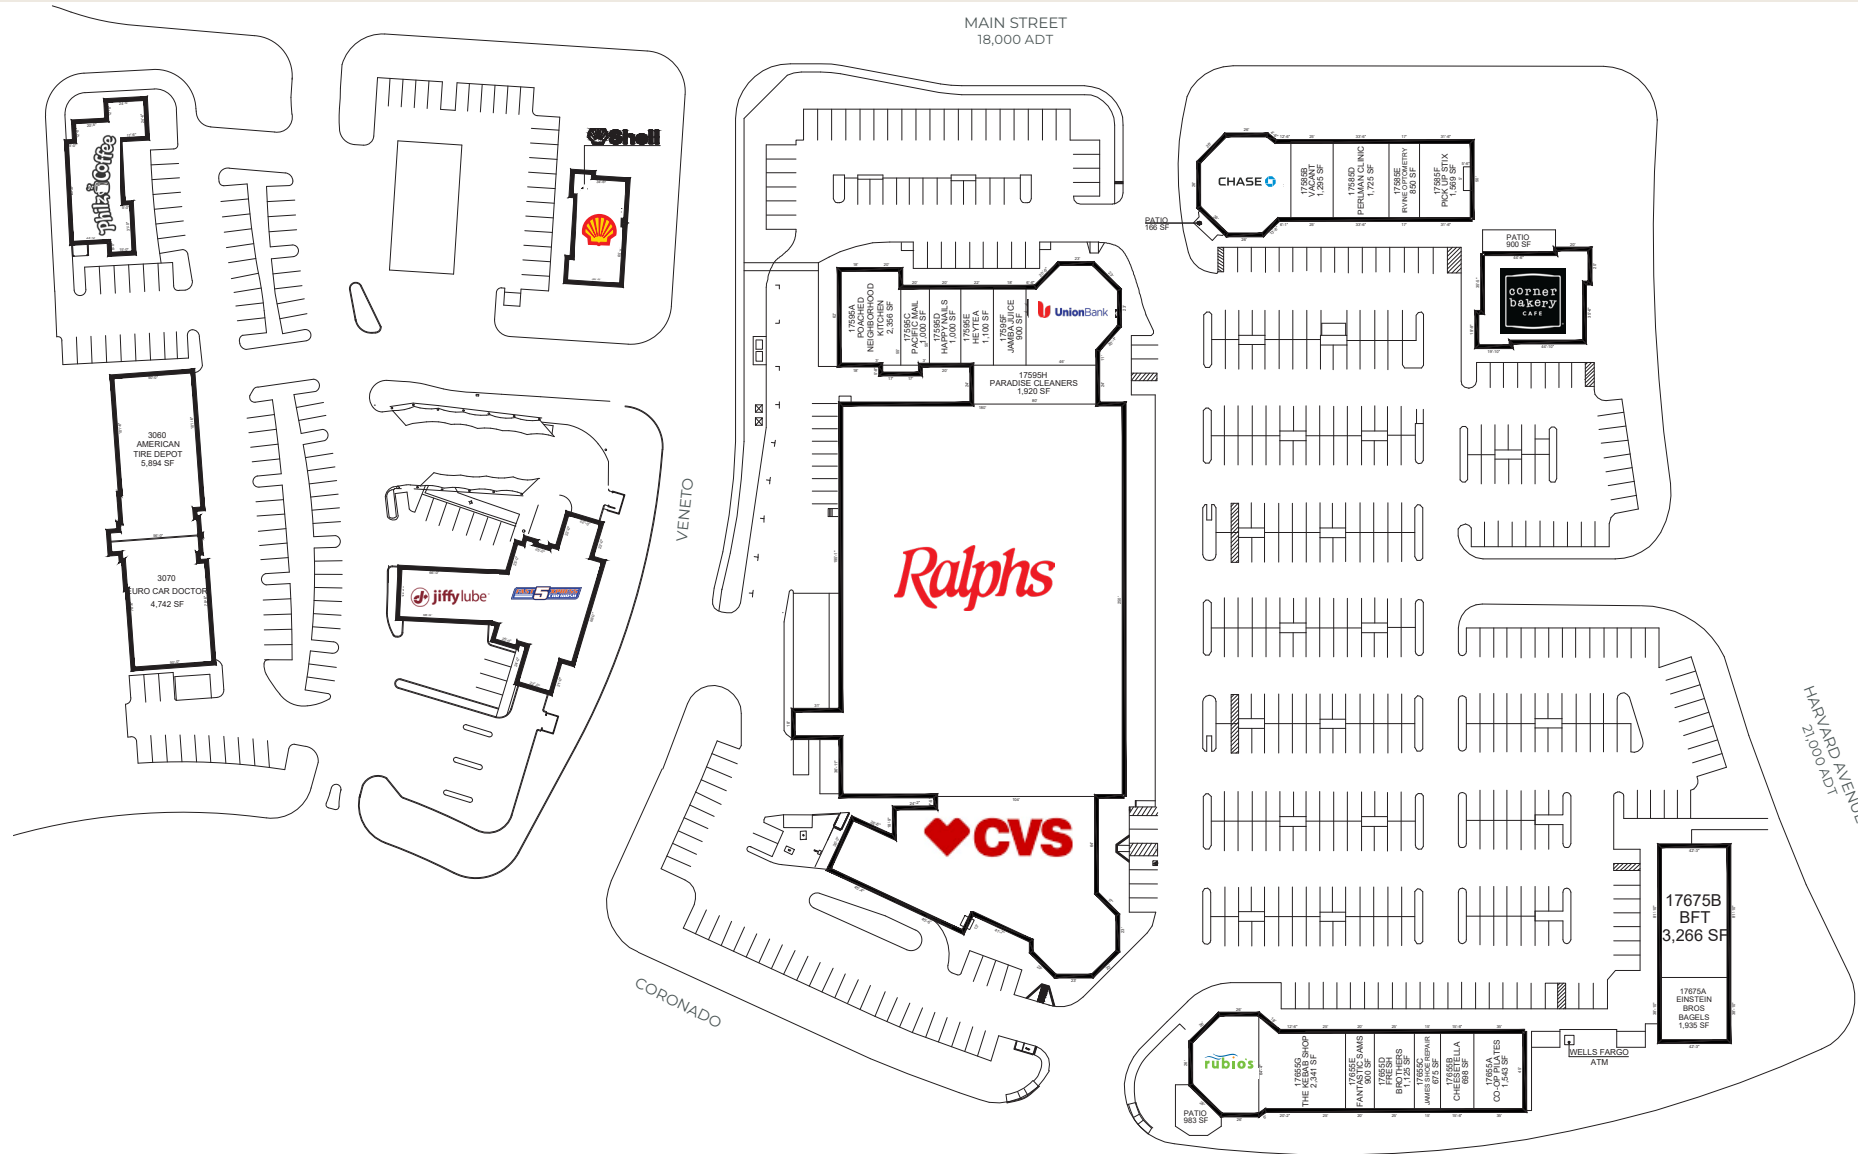 MAIN STREET
18,000 ADT
Philz Coffee
Shell
CHASE
17585B
VACANT
1,295 SF
17585D
PERLMAN CLINIC
1,725 SF
17585E
IRVINE OPTOMETRY
850 SF
17585F
PICK UP STIX
1,569 SF
PATIO
166 SF
PATIO
900 SF
corner
bakery
CAFE
17595A
POACHED
NEIGHBORHOOD
KITCHEN
2,356 SF
17595C
PACIFIC MAIL
1,000 SF
17595D
HAPPY NAILS
1,000 SF
17595E
HEYTEA
1,100 SF
17595F
JAMBA JUICE
900 SF
UnionBank
17595H
PARADISE CLEANERS
1,920 SF
3060
AMERICAN
TIRE DEPOT
5,894 SF
VENETO
3070
EURO CAR DOCTOR
4,742 SF
jiffylube
Ralphs
CVS
HARVARD AVENUE
21,000 ADT
17675B
BFT
3,266 SF
17675A
EINSTEIN
BROS
BAGELS
1,935 SF
CORONADO
rubio's
17655G
THE KEBAB SHOP
2,341 SF
17655E
FANTASTIC SAMS
900 SF
17655D
FRESH
BROTHERS
1,125 SF
17655C
JAMES SHOE REPAIR
675 SF
17655B
CHEESETELLA
698 SF
17655A
CO-OP PILATES
1,543 SF
WELLS FARGO
ATM
PATIO
983 SF